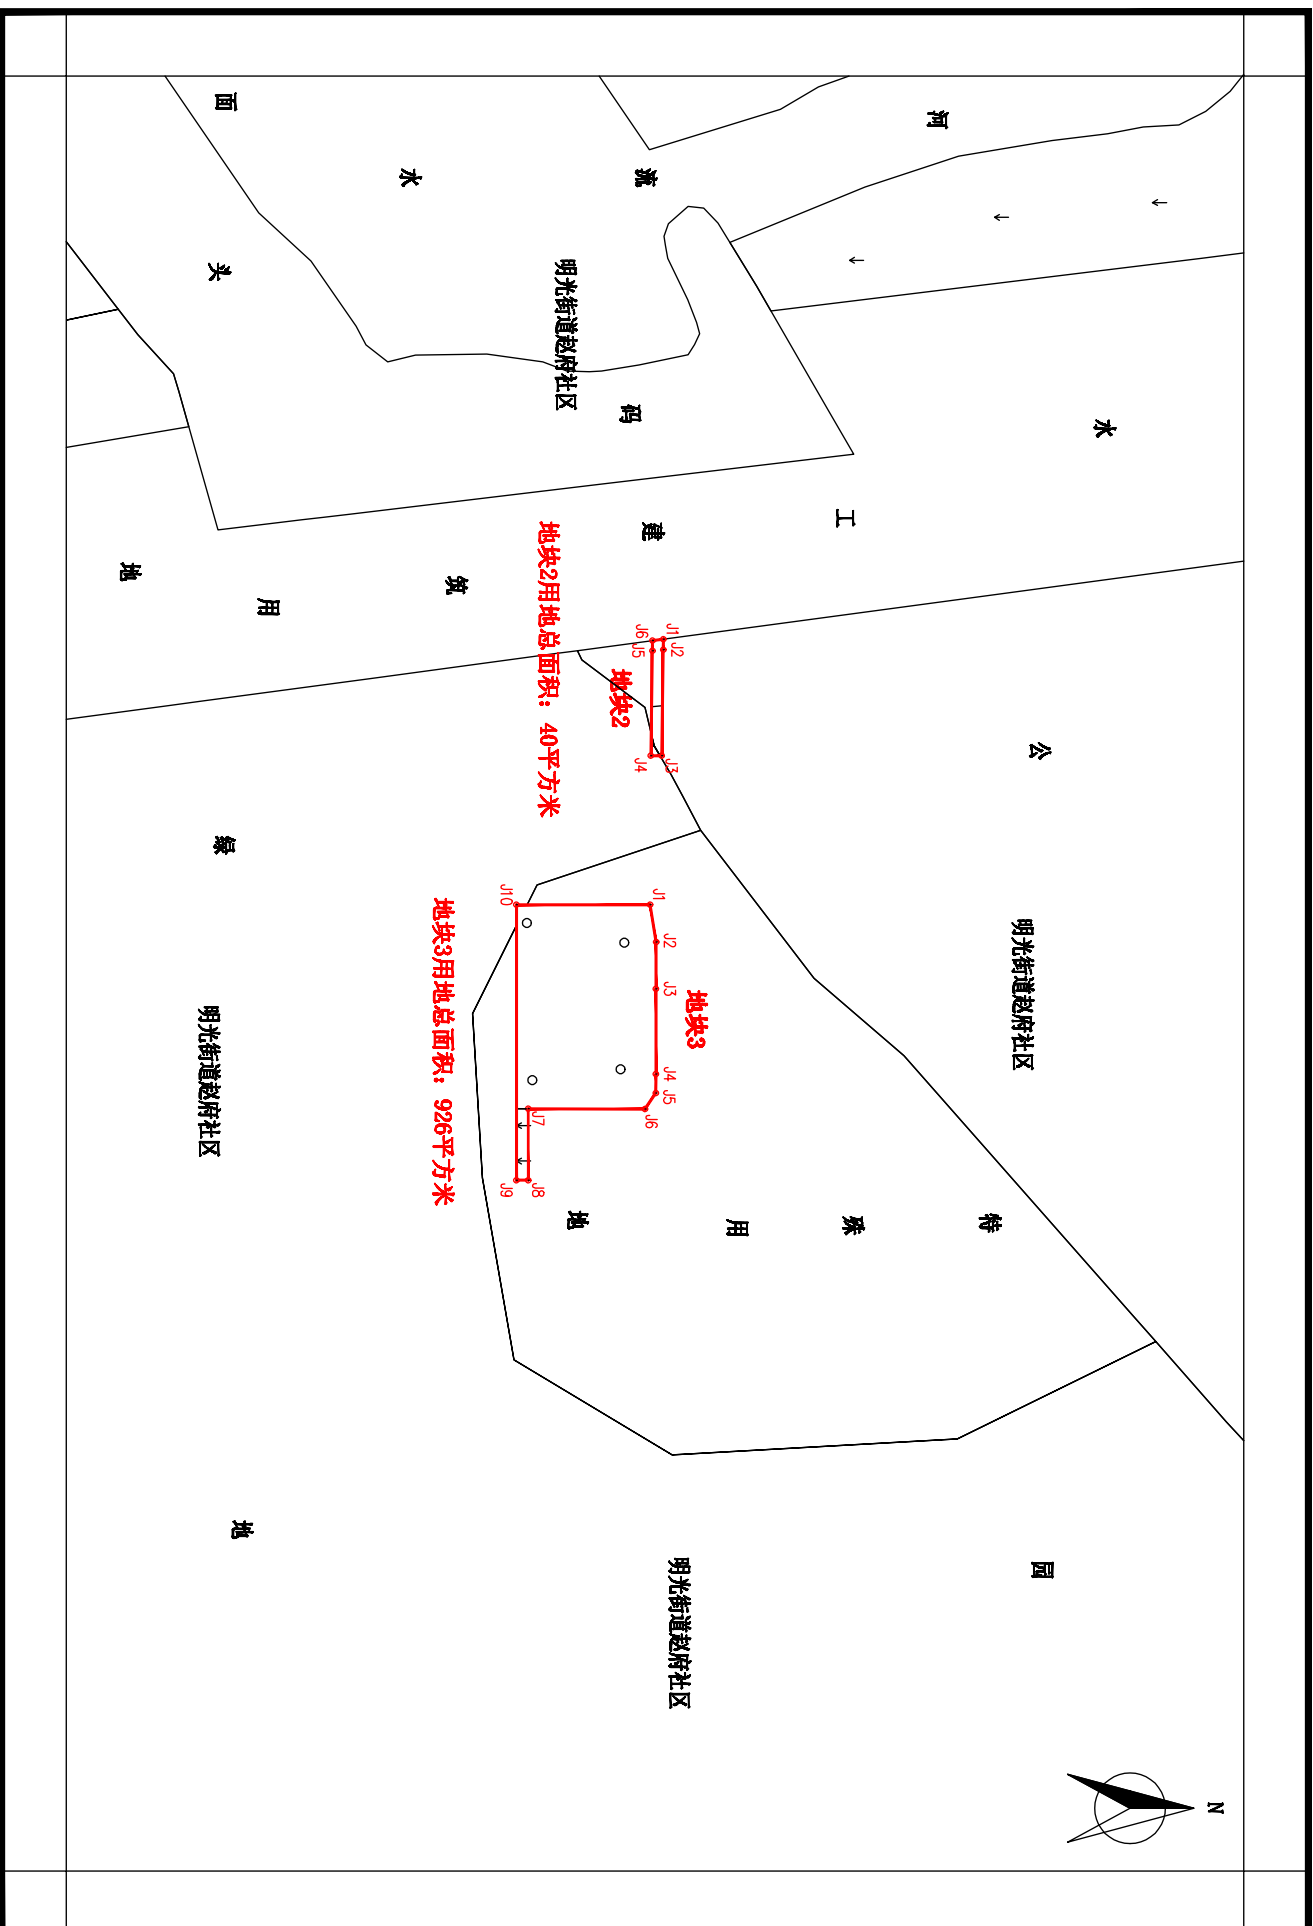 N
河
流
水
面
水
工
建
筑
用
地
码
头
公
园
绿
地
特
殊
用
地
明光街道赵府社区
明光街道赵府社区
明光街道赵府社区
明光街道赵府社区
地块2
J1
J2
J3
J4
J5
J6
地块2用地总面积：40平方米
地块3
J1
J2
J3
J4
J5
J6
J7
J8
J9
J10
地块3用地总面积：926平方米